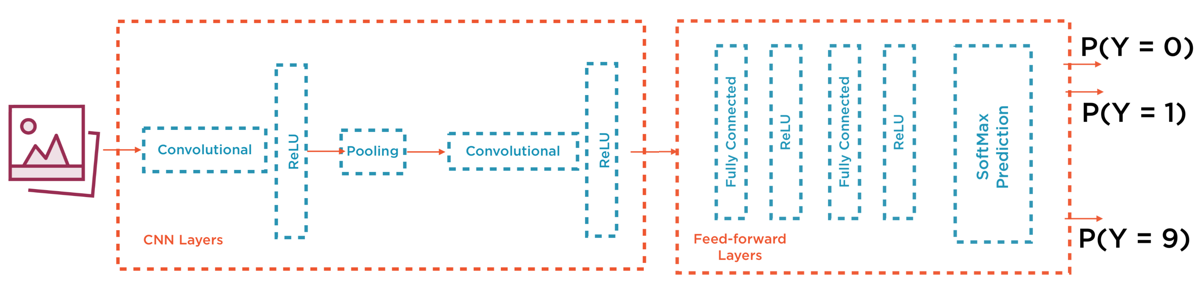 Convolutional
ReLU
Pooling
Convolutional
ReLU
CNN Layers
Fully Connected
ReLU
Fully Connected
ReLU
SoftMax
Prediction
Feed-forward
Layers
P(Y = 0)
P(Y = 1)
P(Y = 9)